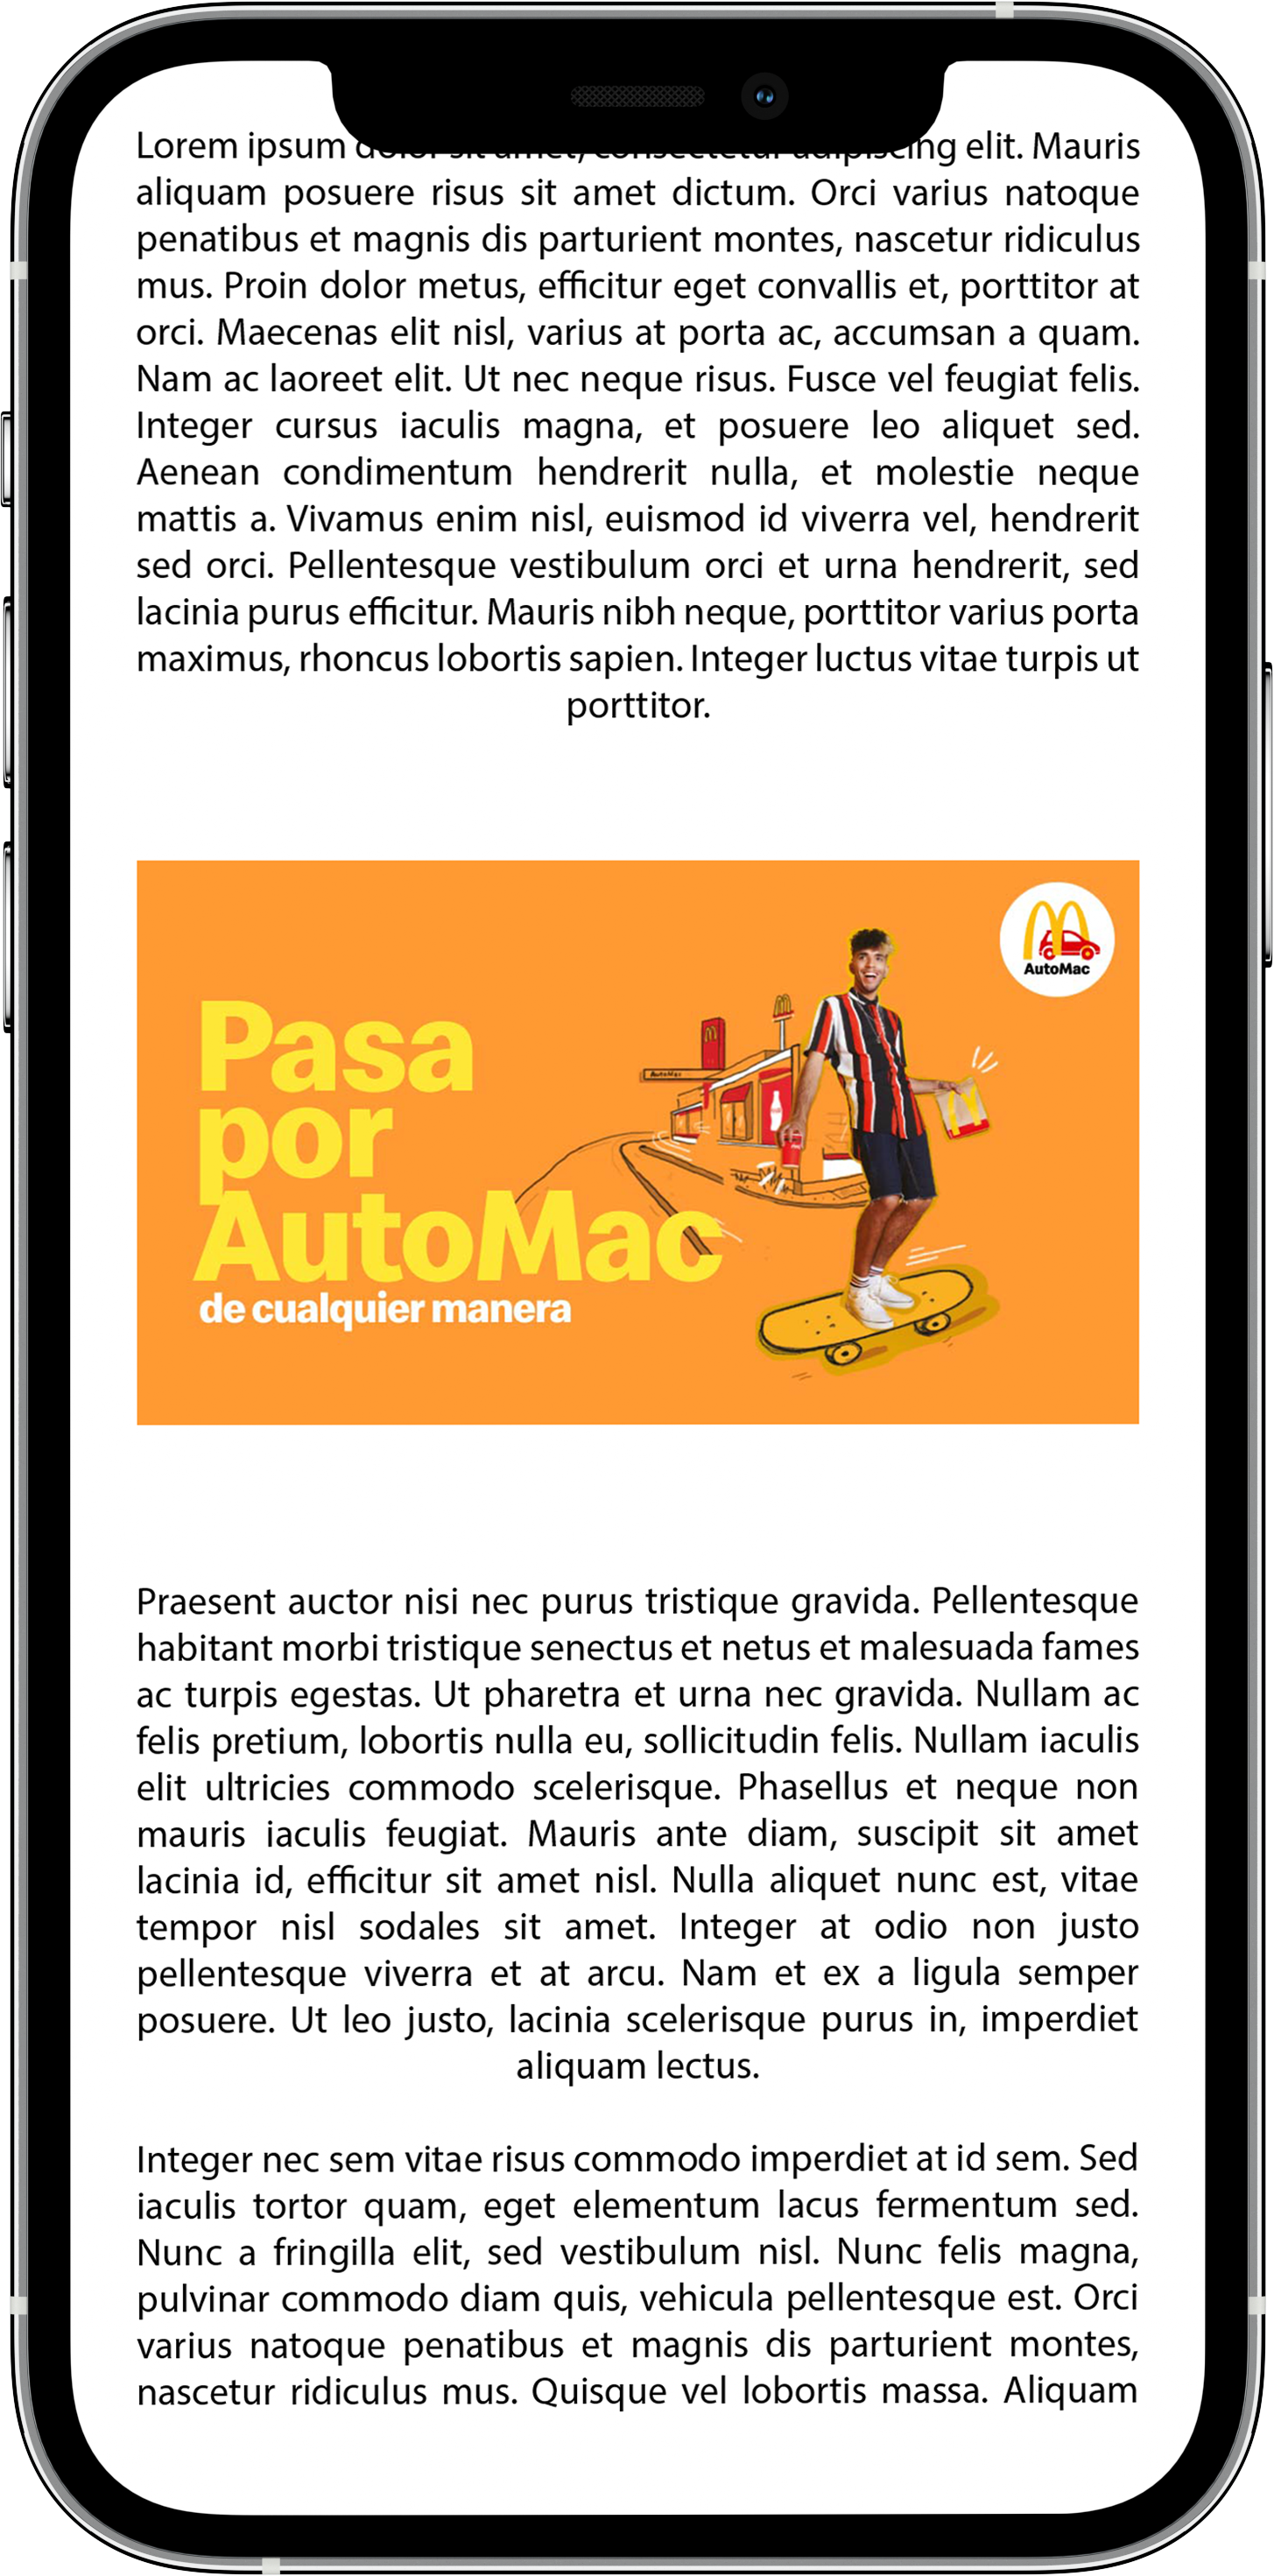 Lorem ipsum dolor sit amet, consectetur adipiscing elit. Mauris
aliquam posuere risus sit amet dictum. Orci varius natoque
penatibus et magnis dis parturient montes, nascetur ridiculus
mus. Proin dolor metus, efficitur eget convallis et, porttitor at
orci. Maecenas elit nisl, varius at porta ac, accumsan a quam.
Nam ac laoreet elit. Ut nec neque risus. Fusce vel feugiat felis.
Integer cursus iaculis magna, et posuere leo aliquet sed.
Aenean condimentum hendrerit nulla, et molestie neque
mattis a. Vivamus enim nisl, euismod id viverra vel, hendrerit
sed orci. Pellentesque vestibulum orci et urna hendrerit, sed
lacinia purus efficitur. Mauris nibh neque, porttitor varius porta
maximus, rhoncus lobortis sapien. Integer luctus vitae turpis ut
porttitor.
AutoMac
Pasa
por
AutoMac
de cualquier manera
AutoMac
Praesent auctor nisi nec purus tristique gravida. Pellentesque
habitant morbi tristique senectus et netus et malesuada fames
ac turpis egestas. Ut pharetra et urna nec gravida. Nullam ac
felis pretium, lobortis nulla eu, sollicitudin felis. Nullam iaculis
elit ultricies commodo scelerisque. Phasellus et neque non
mauris iaculis feugiat. Mauris ante diam, suscipit sit amet
lacinia id, efficitur sit amet nisl. Nulla aliquet nunc est, vitae
tempor nisl sodales sit amet. Integer at odio non justo
pellentesque viverra et at arcu. Nam et ex a ligula semper
posuere. Ut leo justo, lacinia scelerisque purus in, imperdiet
aliquam lectus.
Integer nec sem vitae risus commodo imperdiet at id sem. Sed
iaculis tortor quam, eget elementum lacus fermentum sed.
Nunc a fringilla elit, sed vestibulum nisl. Nunc felis magna,
pulvinar commodo diam quis, vehicula pellentesque est. Orci
varius natoque penatibus et magnis dis parturient montes,
nascetur ridiculus mus. Quisque vel lobortis massa. Aliquam